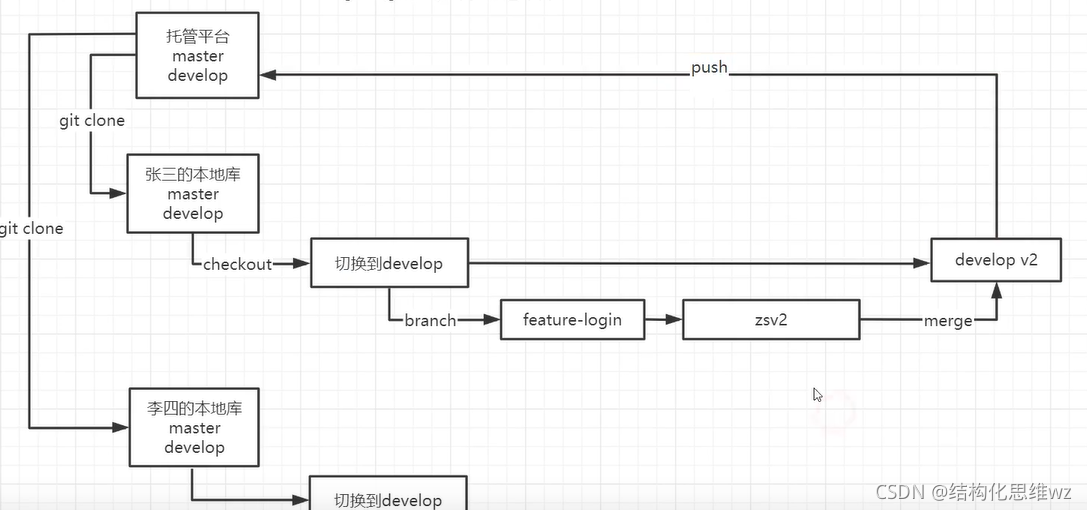 托管平台
master
develop
push
git clone
张三的本地库
master
develop
git clone
checkout
切换到develop
develop v2
branch
feature-login
zsv2
merge
李四的本地库
master
develop
切换到develop
CSDN @结构化思维wz